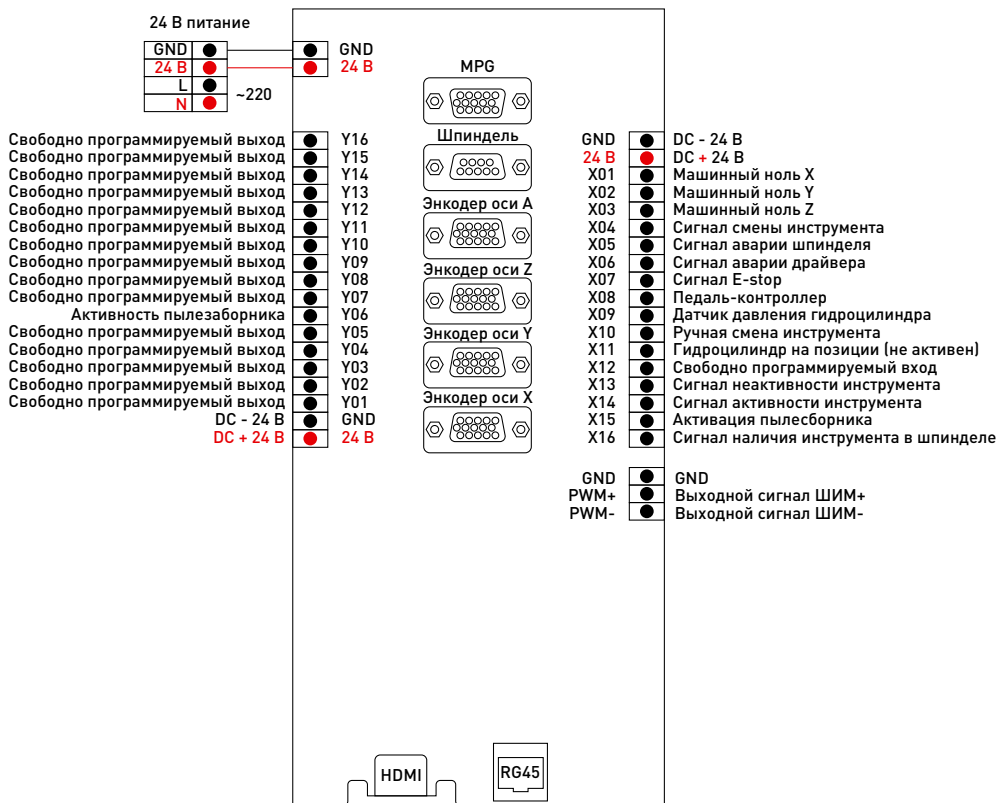 24 В питание
GND GND
24 В 24 В
L
N
~220
MPG
Шпиндель
Энкодер оси А
Энкодер оси Z
Энкодер оси Y
Энкодер оси X
Свободно программируемый выход Y16
Свободно программируемый выход Y15
Свободно программируемый выход Y14
Свободно программируемый выход Y13
Свободно программируемый выход Y12
Свободно программируемый выход Y11
Свободно программируемый выход Y10
Свободно программируемый выход Y09
Свободно программируемый выход Y08
Свободно программируемый выход Y07
Активность пылезаборника Y06
Свободно программируемый выход Y05
Свободно программируемый выход Y04
Свободно программируемый выход Y03
Свободно программируемый выход Y02
Свободно программируемый выход Y01
DC - 24 В GND
DC + 24 В 24 В
GND DC - 24 В
24 В DC + 24 В
X01 Машинный ноль X
X02 Машинный ноль Y
X03 Машинный ноль Z
X04 Сигнал смены инструмента
X05 Сигнал аварии шпинделя
X06 Сигнал аварии драйвера
X07 Сигнал E-stop
X08 Педаль-контроллер
X09 Датчик давления гидроцилиндра
X10 Ручная смена инструмента
X11 Гидроцилиндр на позиции (не активен)
X12 Свободно программируемый вход
X13 Сигнал неактивности инструмента
X14 Сигнал активности инструмента
X15 Активация пылесборника
X16 Сигнал наличия инструмента в шпинделе
GND GND
PWM+ Выходной сигнал ШИМ+
PWM- Выходной сигнал ШИМ-
HDMI
RG45